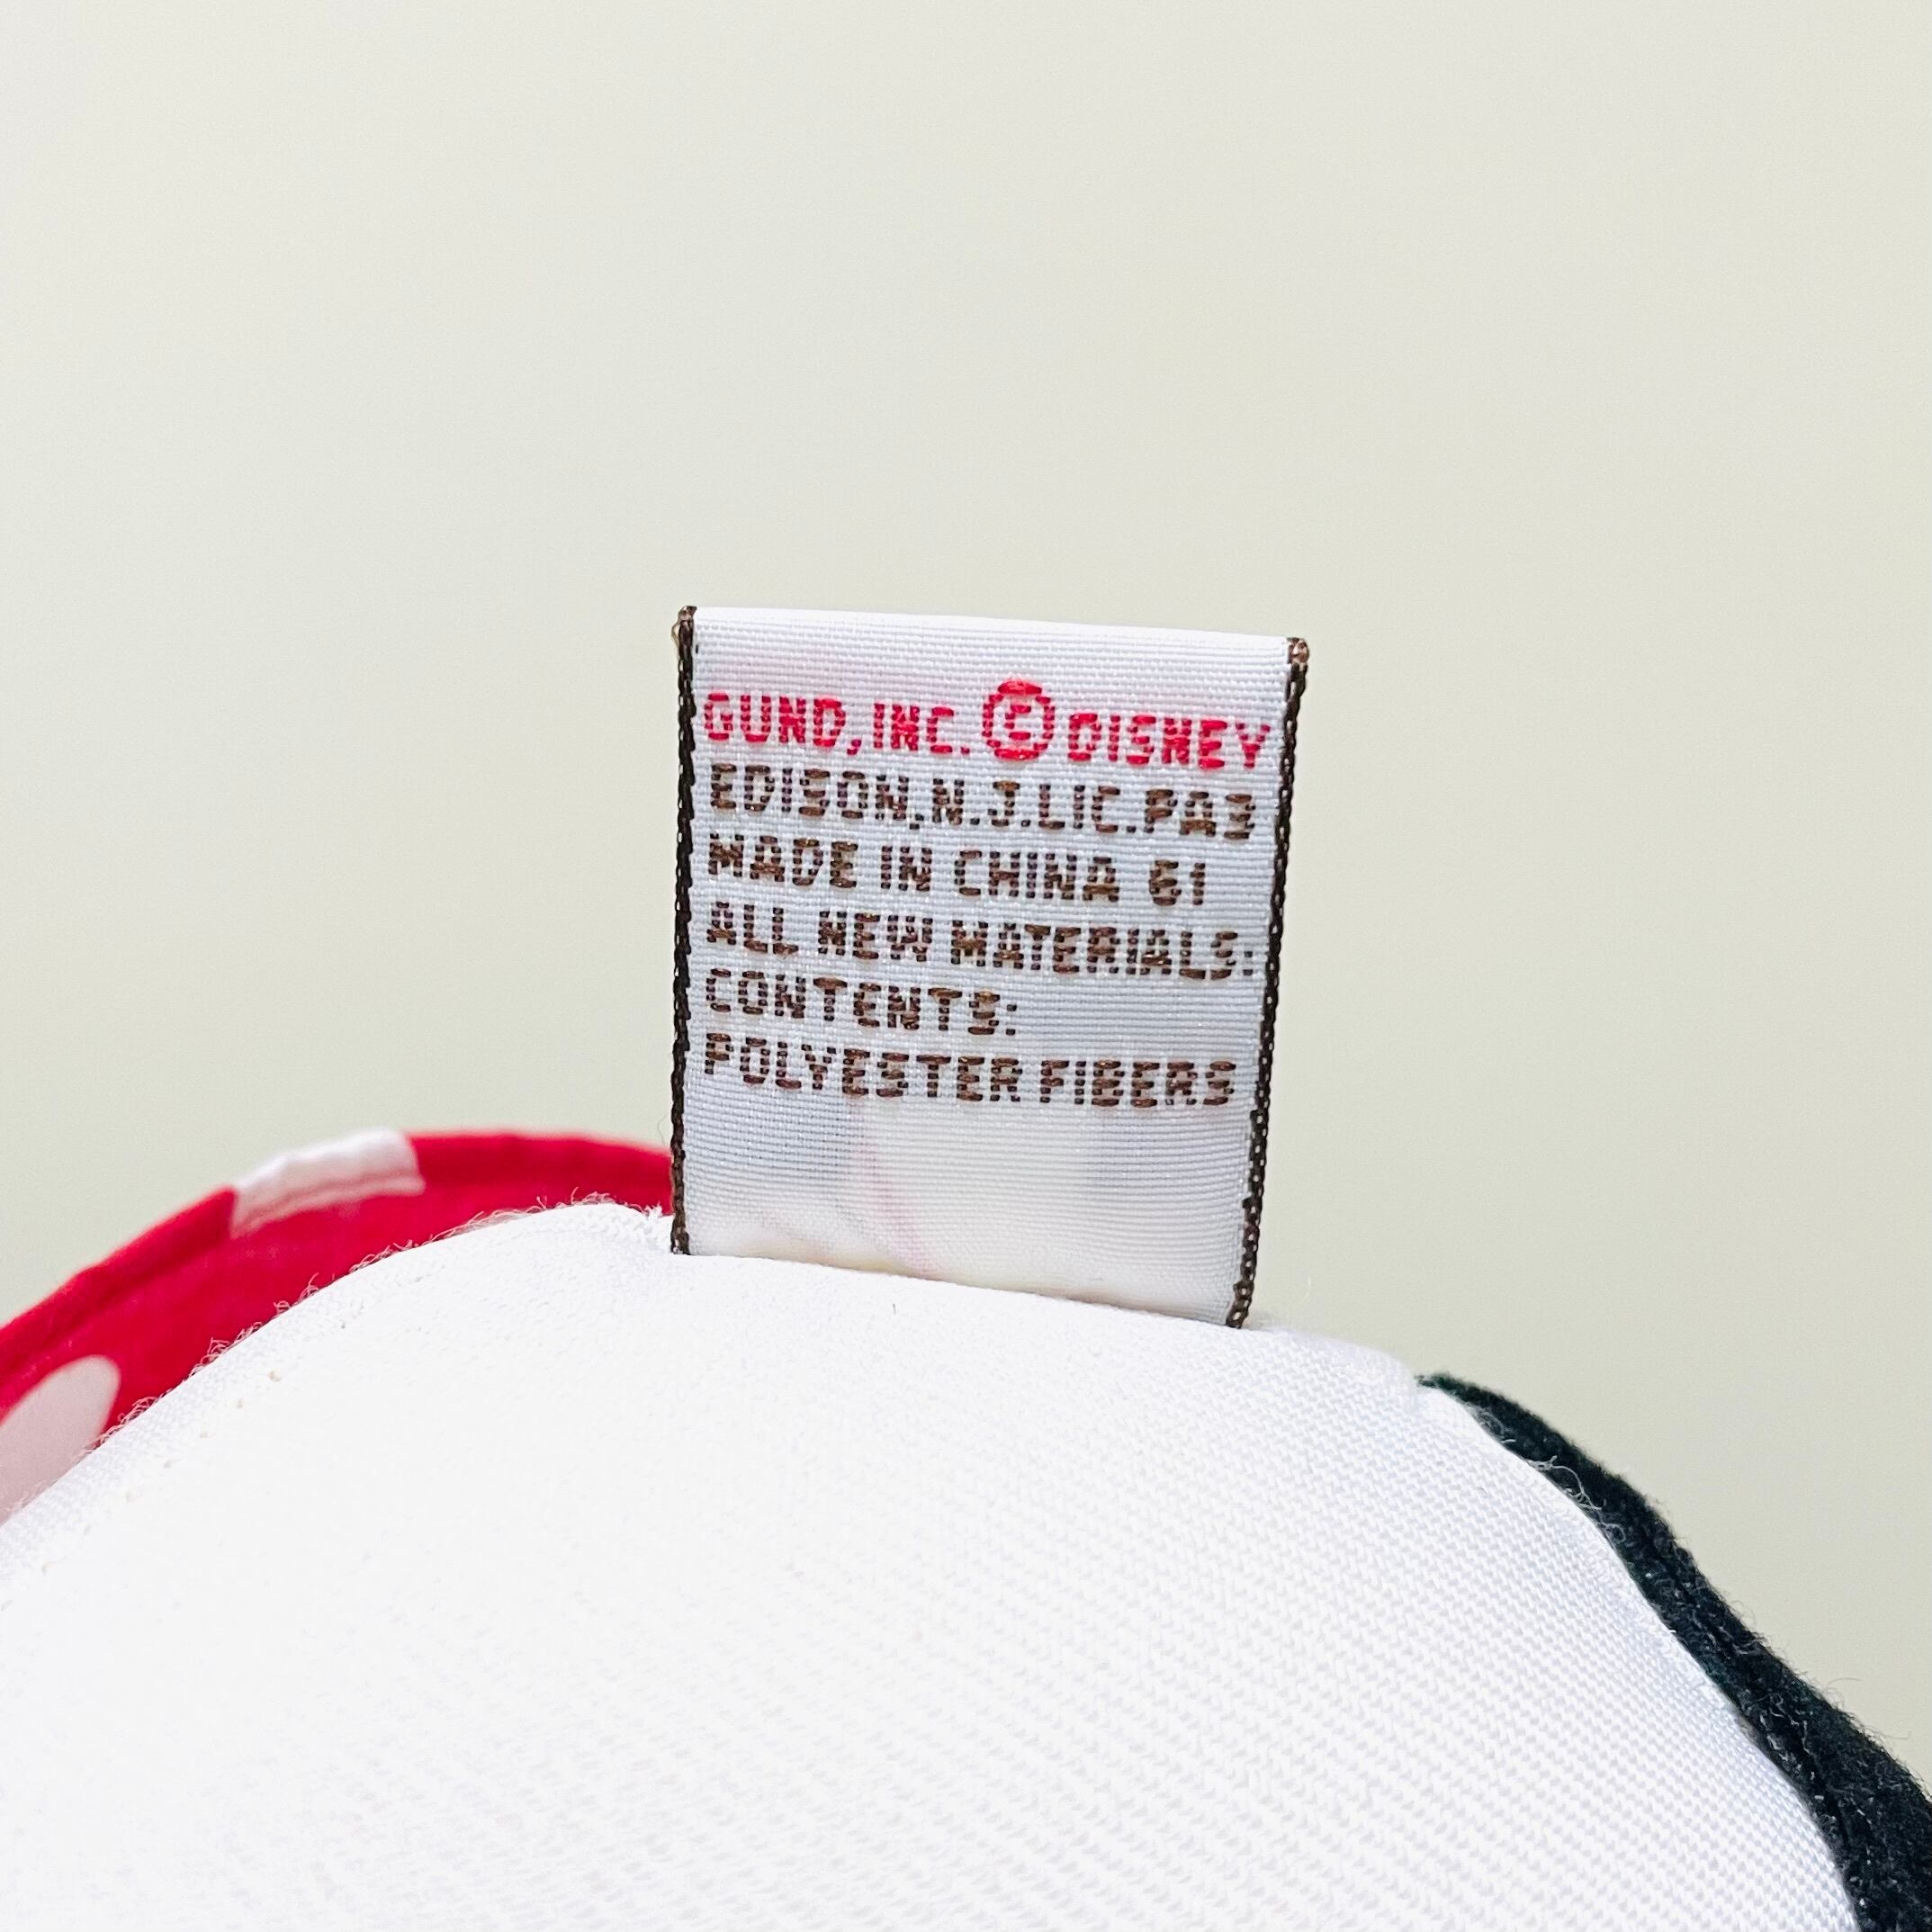 GUND, INC. © DISNEY
EDISON, N.J. LIC. PA3
MADE IN CHINA 61
ALL NEW MATERIALS:
CONTENTS:
POLYESTER FIBERS